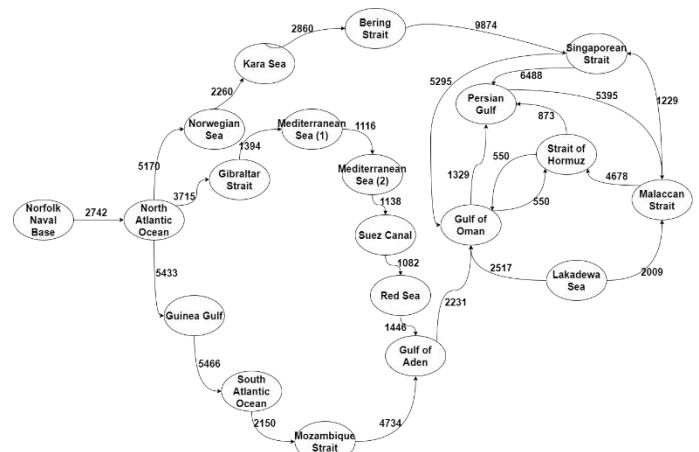 Bering
Strait
2860
9874
Singaporean
Strait
Kara Sea
5295
6488
5395
1229
Persian
Gulf
873
2260
Norwegian
Sea
Mediterranean
Sea (1)
1116
1394
550
Strait of
Hormuz
1329
4678
5170
Gibraltar
Strait
Mediterranean
Sea (2)
3715
1138
550
Malaccan
Strait
Norfolk
Naval
Base
2742
North
Atlantic
Ocean
Gulf of
Oman
Suez Canal
5433
1082
2517
Lakadewa
Sea
2009
Red Sea
2231
Guinea Gulf
1446
Gulf of
Aden
5466
South
Atlantic
Ocean
2150
4734
Mozambique
Strait